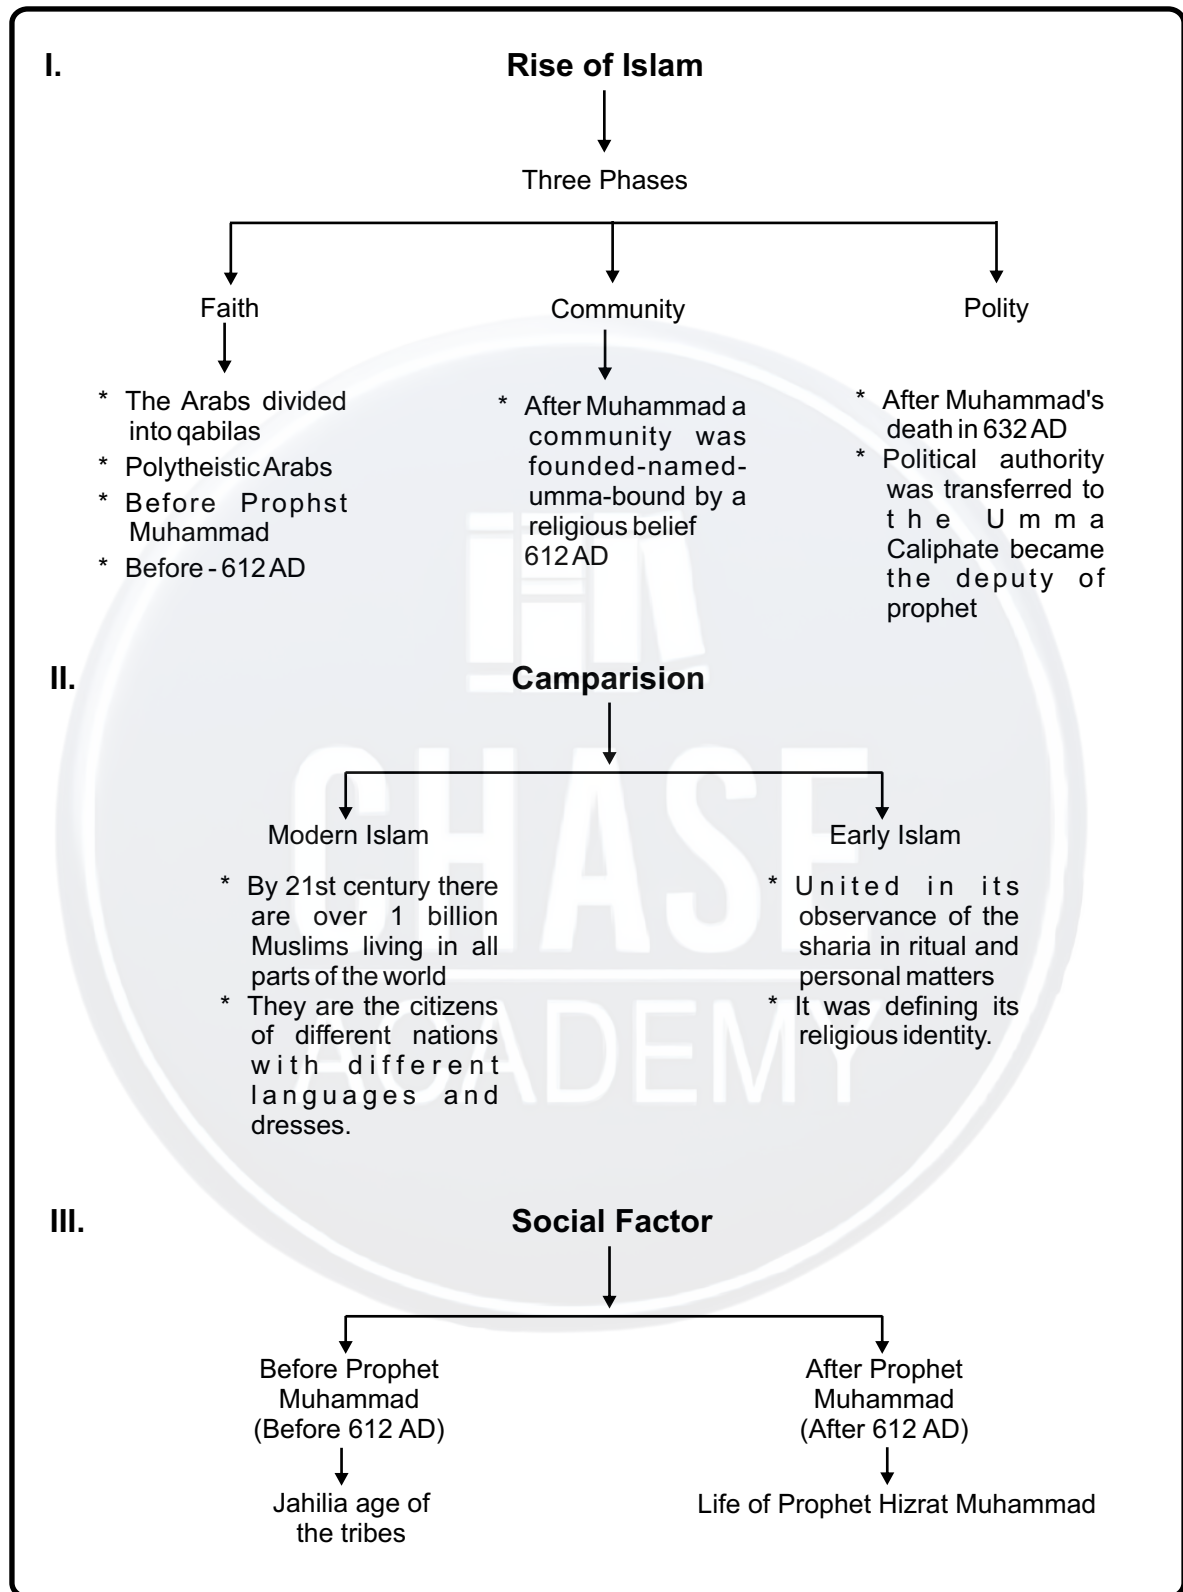 I. Rise of Islam
Three Phases
Faith
* The Arabs divided
into qabilas
* Polytheistic Arabs
* Before Prophst
Muhammad
* Before - 612 AD
Community
* After Muhammad a
community was
founded-named-
umma-bound by a
religious belief
612 AD
Polity
* After Muhammad's
death in 632 AD
* Political authority
was transferred to
the Umma
Caliphate became
the deputy of
prophet
II. Camparision
Modern Islam
* By 21st century there
are over 1 billion
Muslims living in all
parts of the world
* They are the citizens
of different nations
with different
languages and
dresses.
Early Islam
* United in its
observance of the
sharia in ritual and
personal matters
* It was defining its
religious identity.
III. Social Factor
Before Prophet
Muhammad
(Before 612 AD)
Jahilia age of
the tribes
After Prophet
Muhammad
(After 612 AD)
Life of Prophet Hizrat Muhammad
CHASE
ACADEMY